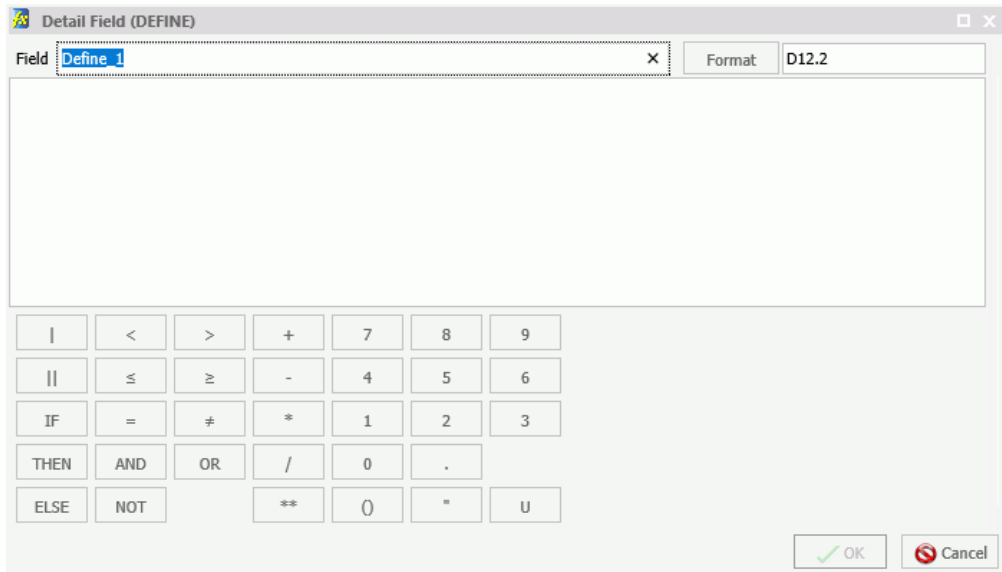 Detail Field (DEFINE)
Field Define_1 Format D12.2
| < > + 7 8 9
|| ≤ ≥ - 4 5 6
IF = ≠ * 1 2 3
THEN AND OR / 0 .
ELSE NOT ** () " U
OK Cancel